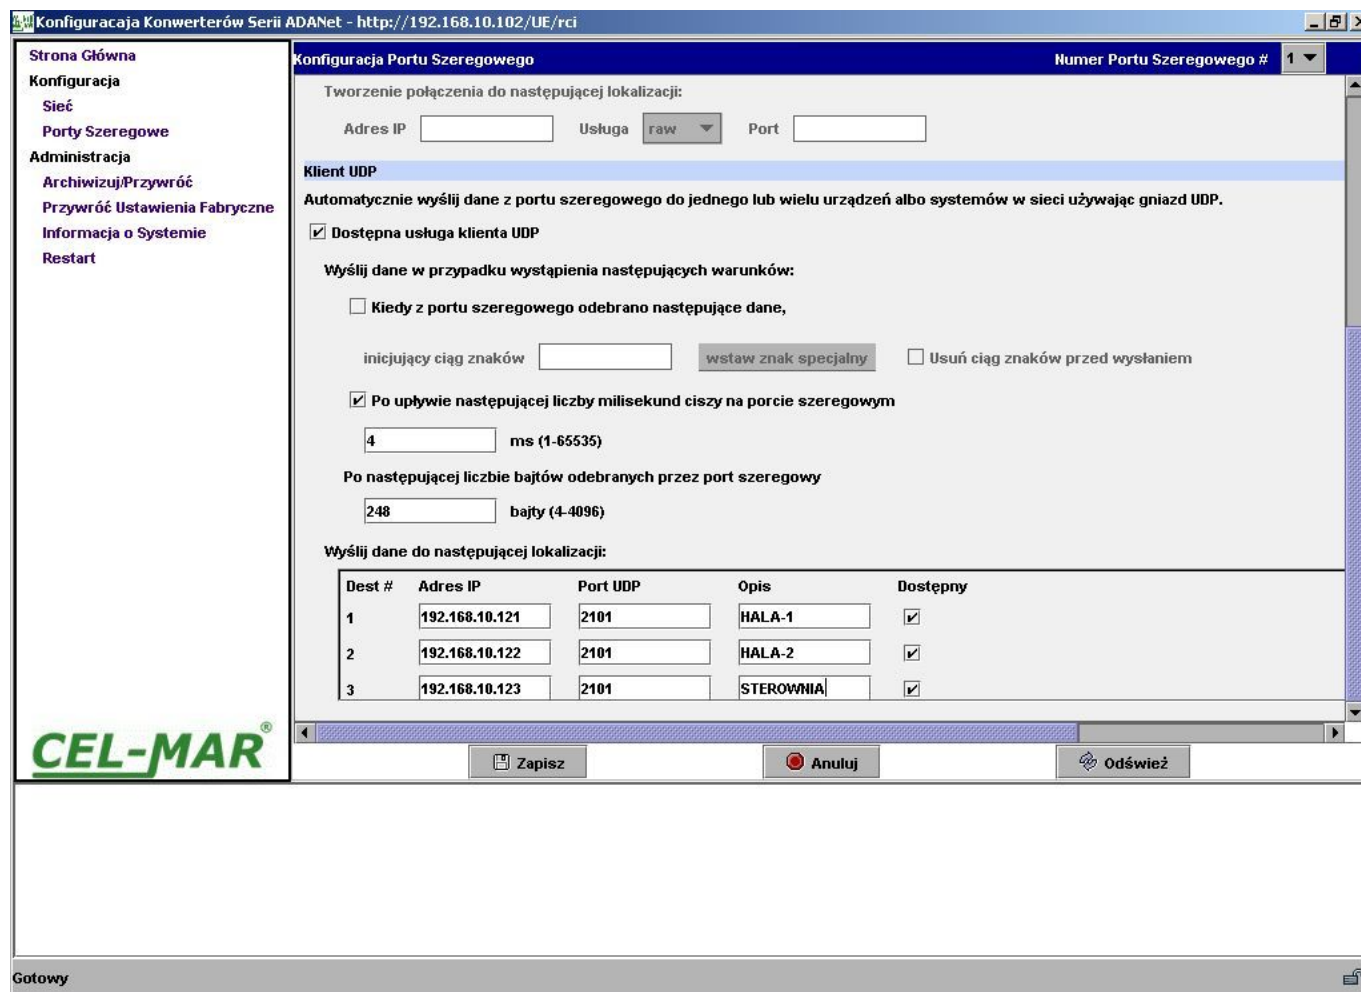 Konfiguracaja Konwerterów Serii ADANet - http://192.168.10.102/UE/rci
Strona Główna
Konfiguracja
Sieć
Porty Szeregowe
Administracja
Archiwizuj/Przywróć
Przywróć Ustawienia Fabryczne
Informacja o Systemie
Restart
CEL-MAR®
Konfiguracja Portu Szeregowego Numer Portu Szeregowego # 1
Tworzenie połączenia do następującej lokalizacji:
Adres IP Usługa raw Port
Klient UDP
Automatycznie wyślij dane z portu szeregowego do jednego lub wielu urządzeń albo systemów w sieci używając gniazd UDP.
Dostępna usługa klienta UDP
Wyślij dane w przypadku wystąpienia następujących warunków:
Kiedy z portu szeregowego odebrano następujące dane,
inicjujący ciąg znaków wstaw znak specjalny Usuń ciąg znaków przed wysłaniem
Po upływie następującej liczby milisekund ciszy na porcie szeregowym
4 ms (1-65535)
Po następującej liczbie bajtów odebranych przez port szeregowy
248 bajty (4-4096)
Wyślij dane do następującej lokalizacji:
Dest # Adres IP Port UDP Opis Dostępny
1 192.168.10.121 2101 HALA-1
2 192.168.10.122 2101 HALA-2
3 192.168.10.123 2101 STEROWNIA
Zapisz Anuluj Odśwież
Gotowy